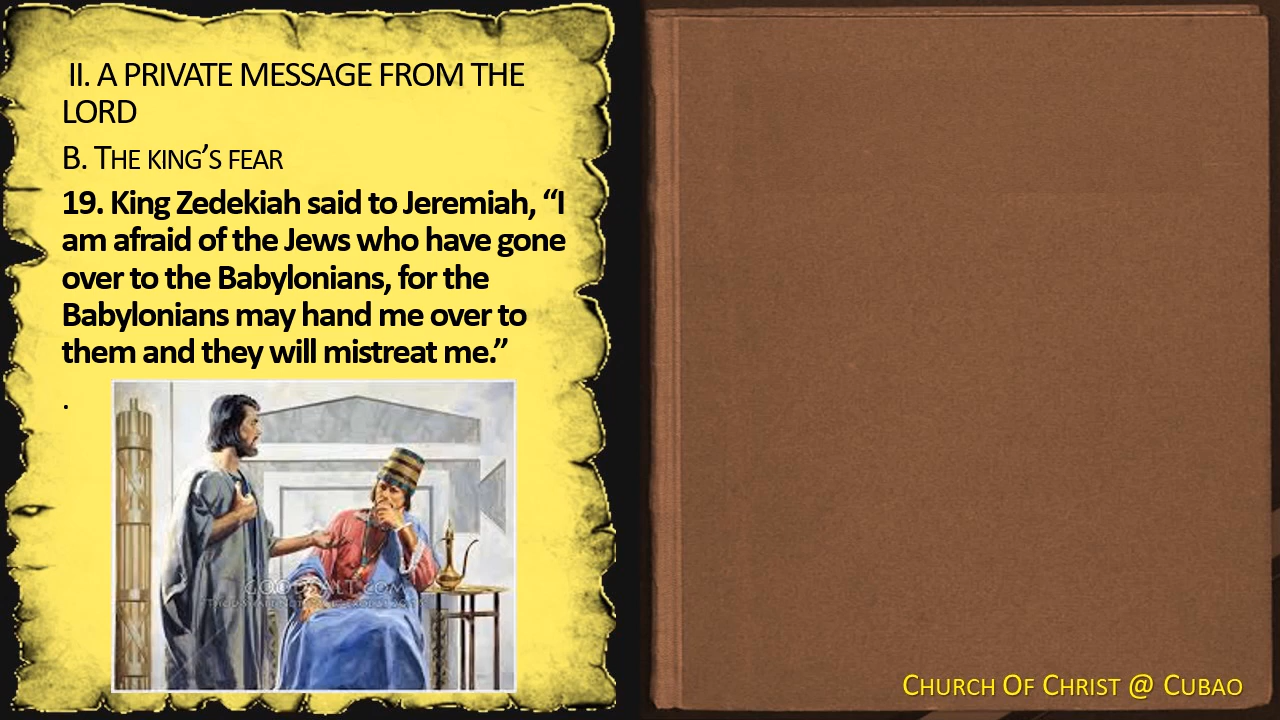 II. A PRIVATE MESSAGE FROM THE
LORD
B. THE KING’S FEAR
19. King Zedekiah said to Jeremiah, “I
am afraid of the Jews who have gone
over to the Babylonians, for the
Babylonians may hand me over to
them and they will mistreat me.”
.
GOODSALT.COM
CHURCH OF CHRIST @ CUBAO